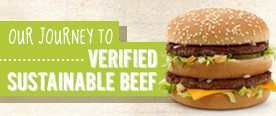 OUR JOURNEY TO
VERIFIED
SUSTAINABLE BEEF